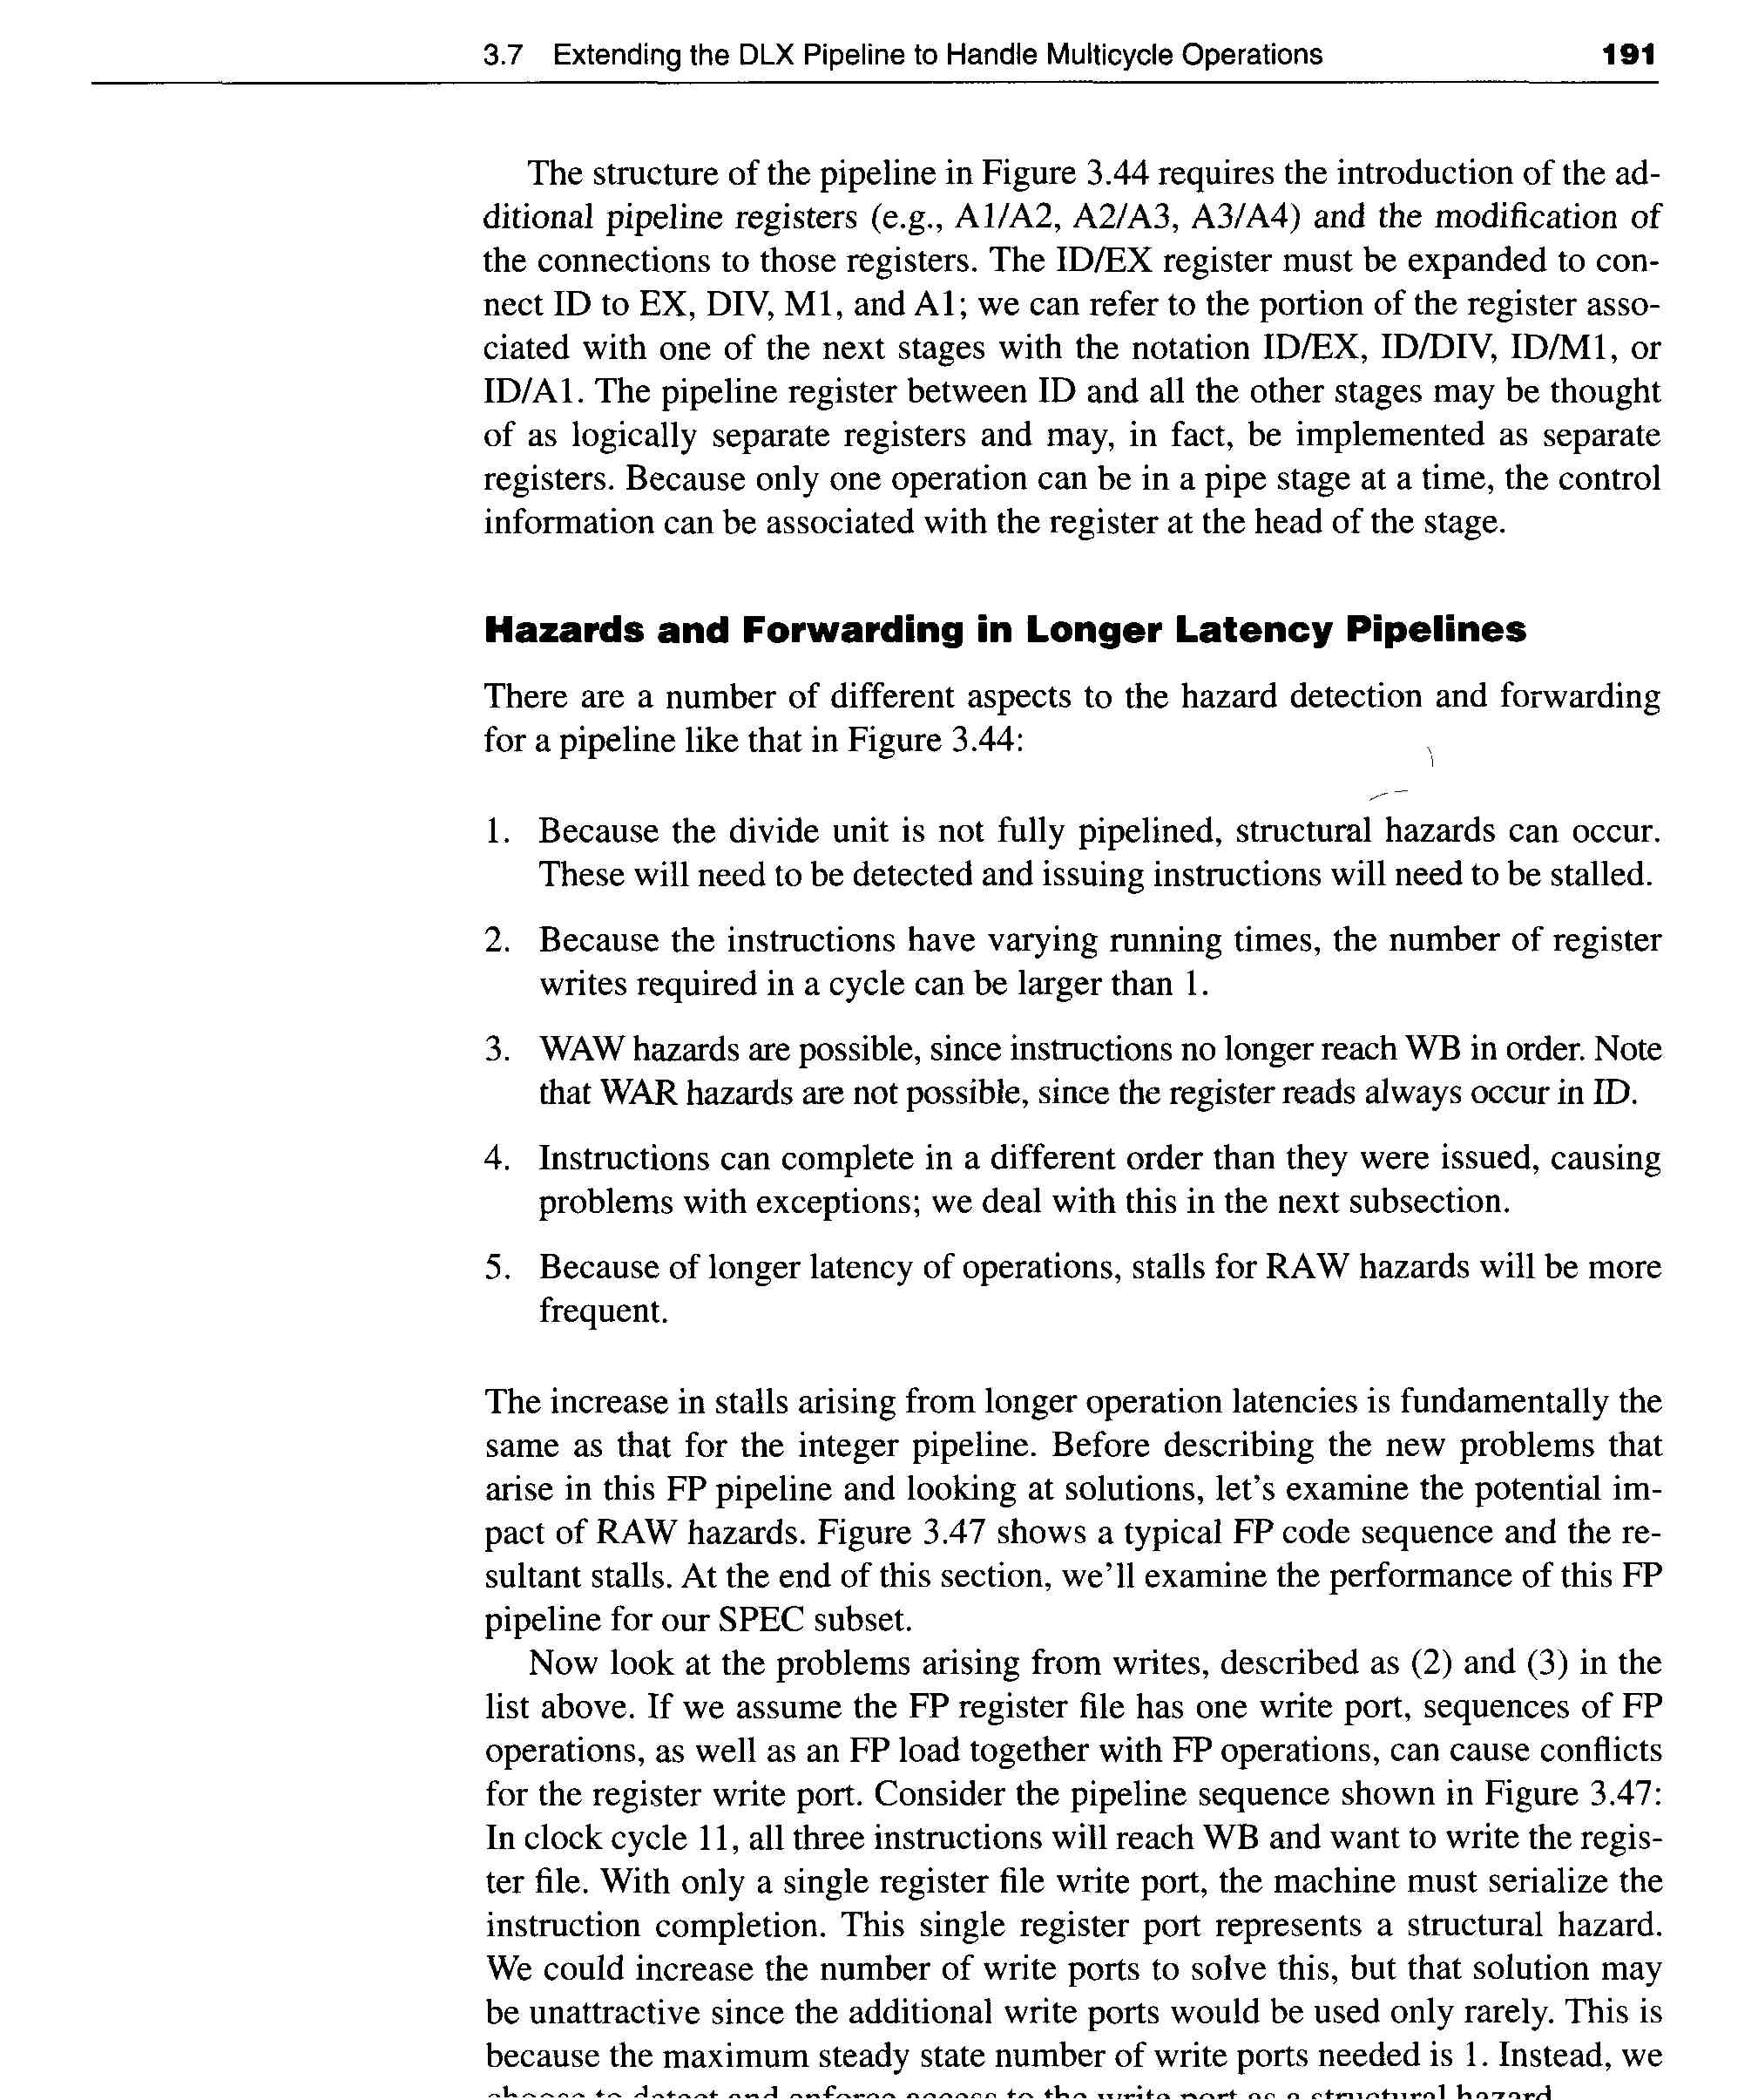 3.7 Extending the DLX Pipeline to Handle Multicycle Operations 191
The structure of the pipeline in Figure 3.44 requires the introduction of the ad-
ditional pipeline registers (e.g., A1/A2, A2/A3, A3/A4) and the modification of
the connections to those registers. The ID/EX register must be expanded to con-
nect ID to EX, DIV, M1, and A1; we can refer to the portion of the register asso-
ciated with one of the next stages with the notation ID/EX, ID/DIV, ID/M1, or
ID/A1. The pipeline register between ID and all the other stages may be thought
of as logically separate registers and may, in fact, be implemented as separate
registers. Because only one operation can be in a pipe stage at a time, the control
information can be associated with the register at the head of the stage.
Hazards and Forwarding in Longer Latency Pipelines
There are a number of different aspects to the hazard detection and forwarding
for a pipeline like that in Figure 3.44:
1. Because the divide unit is not fully pipelined, structural hazards can occur.
These will need to be detected and issuing instructions will need to be stalled.
2. Because the instructions have varying running times, the number of register
writes required in a cycle can be larger than 1.
3. WAW hazards are possible, since instructions no longer reach WB in order. Note
that WAR hazards are not possible, since the register reads always occur in ID.
4. Instructions can complete in a different order than they were issued, causing
problems with exceptions; we deal with this in the next subsection.
5. Because of longer latency of operations, stalls for RAW hazards will be more
frequent.
The increase in stalls arising from longer operation latencies is fundamentally the
same as that for the integer pipeline. Before describing the new problems that
arise in this FP pipeline and looking at solutions, let's examine the potential im-
pact of RAW hazards. Figure 3.47 shows a typical FP code sequence and the re-
sultant stalls. At the end of this section, we'll examine the performance of this FP
pipeline for our SPEC subset.
Now look at the problems arising from writes, described as (2) and (3) in the
list above. If we assume the FP register file has one write port, sequences of FP
operations, as well as an FP load together with FP operations, can cause conflicts
for the register write port. Consider the pipeline sequence shown in Figure 3.47:
In clock cycle 11, all three instructions will reach WB and want to write the regis-
ter file. With only a single register file write port, the machine must serialize the
instruction completion. This single register port represents a structural hazard.
We could increase the number of write ports to solve this, but that solution may
be unattractive since the additional write ports would be used only rarely. This is
because the maximum steady state number of write ports needed is 1. Instead, we
choose to detect and enforce access to the write port as a structural hazard.